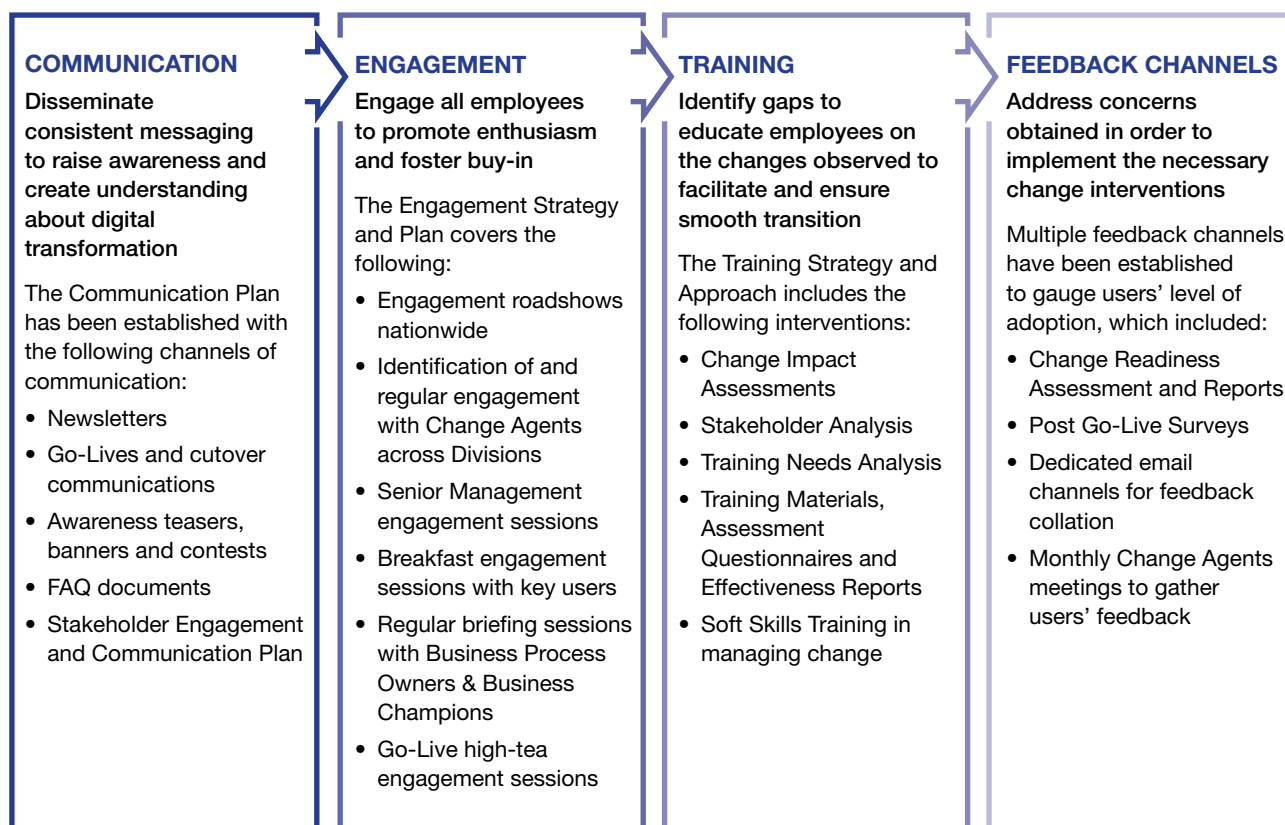 COMMUNICATION
Disseminate
consistent messaging
to raise awareness and
create understanding
about digital
transformation
The Communication Plan
has been established with
the following channels of
communication:
• Newsletters
• Go-Lives and cutover
communications
• Awareness teasers,
banners and contests
• FAQ documents
• Stakeholder Engagement
and Communication Plan
ENGAGEMENT
Engage all employees
to promote enthusiasm
and foster buy-in
The Engagement Strategy
and Plan covers the
following:
• Engagement roadshows
nationwide
• Identification of and
regular engagement
with Change Agents
across Divisions
• Senior Management
engagement sessions
• Breakfast engagement
sessions with key users
• Regular briefing sessions
with Business Process
Owners & Business
Champions
• Go-Live high-tea
engagement sessions
TRAINING
Identify gaps to
educate employees on
the changes observed to
facilitate and ensure
smooth transition
The Training Strategy and
Approach includes the
following interventions:
• Change Impact
Assessments
• Stakeholder Analysis
• Training Needs Analysis
• Training Materials,
Assessment
Questionnaires and
Effectiveness Reports
• Soft Skills Training in
managing change
FEEDBACK CHANNELS
Address concerns
obtained in order to
implement the necessary
change interventions
Multiple feedback channels
have been established
to gauge users’ level of
adoption, which included:
• Change Readiness
Assessment and Reports
• Post Go-Live Surveys
• Dedicated email
channels for feedback
collation
• Monthly Change Agents
meetings to gather
users’ feedback